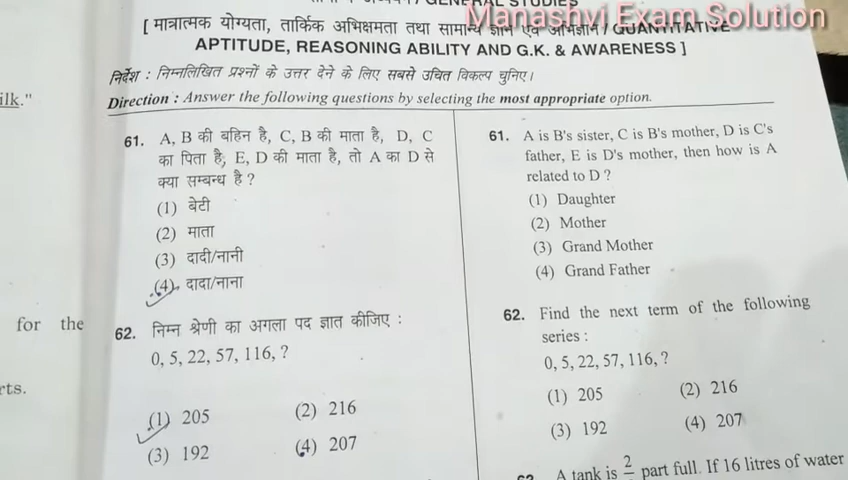 GENERAL STUDIES
Manashvi Exam Solution
[ मात्रात्मक योग्यता, तार्किक अभिक्षमता तथा सामान्य ज्ञान एवं अभिज्ञान / QUANTITATIVE
APTITUDE, REASONING ABILITY AND G.K. & AWARENESS ]
निर्देश : निम्नलिखित प्रश्नों के उत्तर देने के लिए सबसे उचित विकल्प चुनिए।
Direction : Answer the following questions by selecting the most appropriate option.
ilk."
for the
rts.
61. A, B की बहिन है, C, B की माता है, D, C
का पिता है, E, D की माता है, तो A का D से
क्या सम्बन्ध है ?
(1) बेटी
(2) माता
(3) दादी/नानी
(4) दादा/नाना
62. निम्न श्रेणी का अगला पद ज्ञात कीजिए :
0, 5, 22, 57, 116, ?
(1) 205 (2) 216
(3) 192 (4) 207
61. A is B's sister, C is B's mother, D is C's
father, E is D's mother, then how is A
related to D ?
(1) Daughter
(2) Mother
(3) Grand Mother
(4) Grand Father
62. Find the next term of the following
series :
0, 5, 22, 57, 116, ?
(1) 205 (2) 216
(3) 192 (4) 207
A tank is 2/ part full. If 16 litres of water